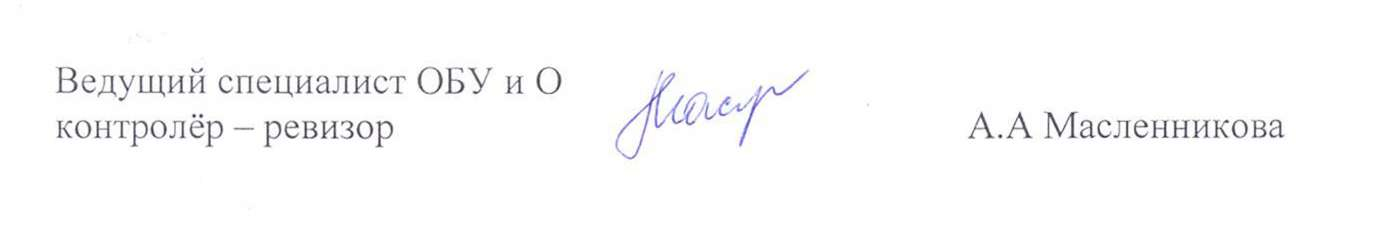 Ведущий специалист ОБУ и О
контролёр – ревизор
А.А Масленникова